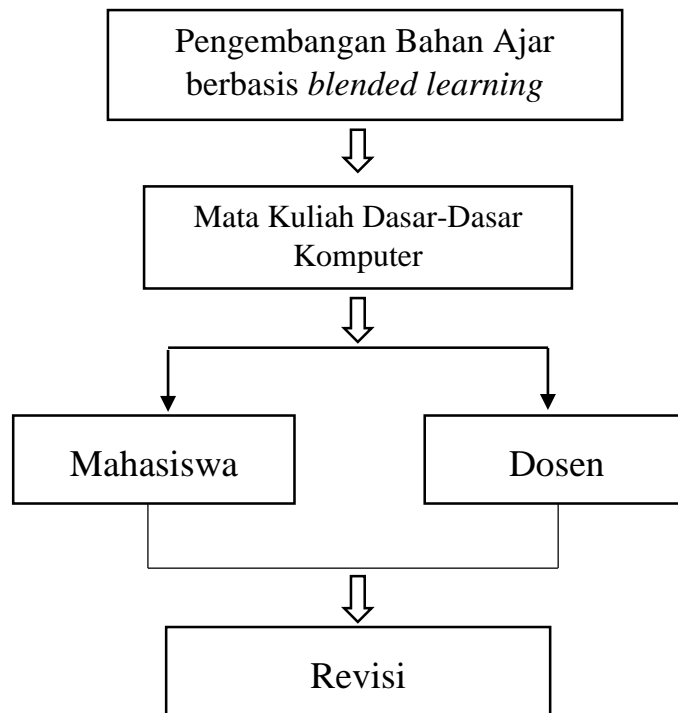 Pengembangan Bahan Ajar
berbasis blended learning
Mata Kuliah Dasar-Dasar
Komputer
Mahasiswa
Dosen
Revisi